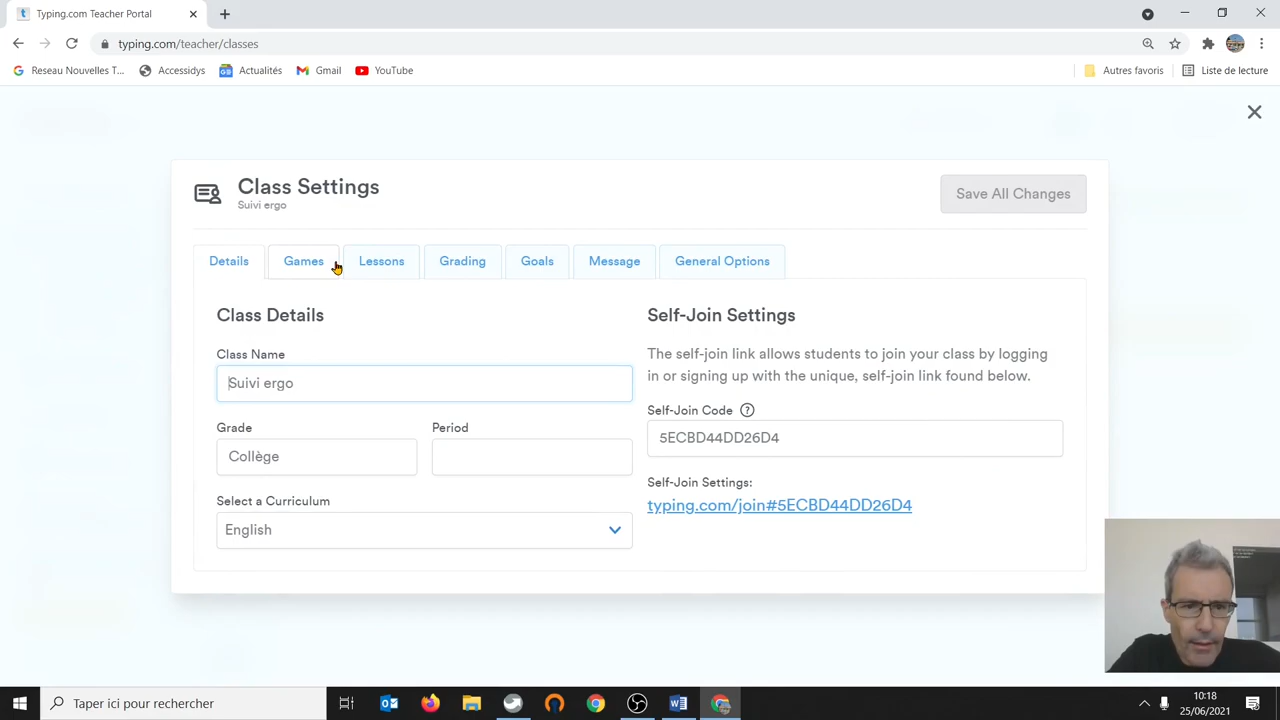 Typing.com Teacher Portal
typing.com/teacher/classes
Reseau Nouvelles T...
Accessidys
Actualités
Gmail
YouTube
Autres favoris
Liste de lecture
Class Settings
Suivi ergo
Save All Changes
Details
Games
Lessons
Grading
Goals
Message
General Options
Class Details
Class Name
Suivi ergo
Grade
Period
Collège
Select a Curriculum
English
Self-Join Settings
The self-join link allows students to join your class by logging
in or signing up with the unique, self-join link found below.
Self-Join Code
5ECBD44DD26D4
Self-Join Settings:
typing.com/join#5ECBD44DD26D4
Taper ici pour rechercher
10:18
25/06/2021